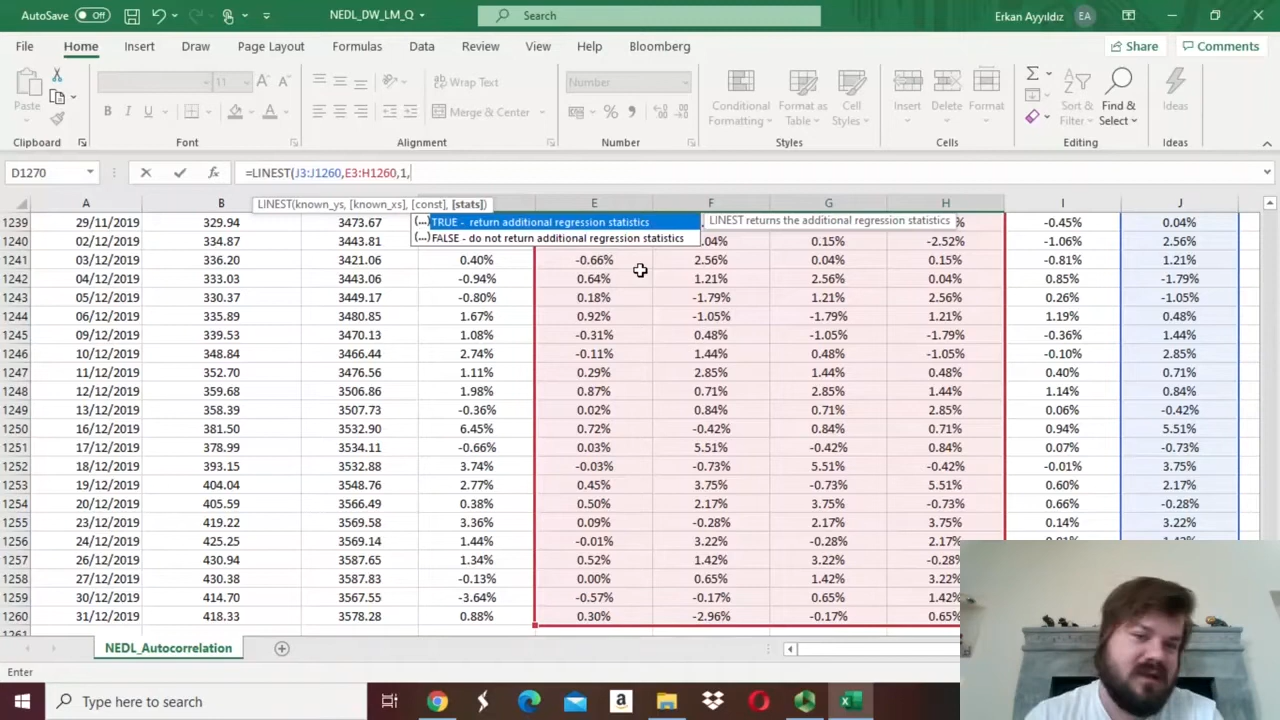 AutoSave Off NEDL_DW_LM_Q Search Erkan Ayyıldız EA
File Home Insert Draw Page Layout Formulas Data Review View Help Bloomberg Share Comments
11 A A Wrap Text Number
Paste B I U A Merge & Center % Conditional Formatting Format as Table Cell Styles Insert Delete Format Sort & Filter Find & Select Ideas
Clipboard Font Alignment Number Styles Cells Editing Ideas
D1270 fx =LINEST(J3:J1260,E3:H1260,1,
LINEST(known_ys, [known_xs], [const], [stats])
A B E F G H I J
(...) TRUE - return additional regression statistics LINEST returns the additional regression statistics
(...) FALSE - do not return additional regression statistics
1239 29/11/2019 329.94 3473.67 -0.45% 0.04%
1240 02/12/2019 334.87 3443.81 .04% 0.15% -2.52% -1.06% 2.56%
1241 03/12/2019 336.20 3421.06 0.40% -0.66% 2.56% 0.04% 0.15% -0.81% 1.21%
1242 04/12/2019 333.03 3443.06 -0.94% 0.64% 1.21% 2.56% 0.04% 0.85% -1.79%
1243 05/12/2019 330.37 3449.17 -0.80% 0.18% -1.79% 1.21% 2.56% 0.26% -1.05%
1244 06/12/2019 335.89 3480.85 1.67% 0.92% -1.05% -1.79% 1.21% 1.19% 0.48%
1245 09/12/2019 339.53 3470.13 1.08% -0.31% 0.48% -1.05% -1.79% -0.36% 1.44%
1246 10/12/2019 348.84 3466.44 2.74% -0.11% 1.44% 0.48% -1.05% -0.10% 2.85%
1247 11/12/2019 352.70 3476.56 1.11% 0.29% 2.85% 1.44% 0.48% 0.40% 0.71%
1248 12/12/2019 359.68 3506.86 1.98% 0.87% 0.71% 2.85% 1.44% 1.14% 0.84%
1249 13/12/2019 358.39 3507.73 -0.36% 0.02% 0.84% 0.71% 2.85% 0.06% -0.42%
1250 16/12/2019 381.50 3532.90 6.45% 0.72% -0.42% 0.84% 0.71% 0.94% 5.51%
1251 17/12/2019 378.99 3534.11 -0.66% 0.03% 5.51% -0.42% 0.84% 0.07% -0.73%
1252 18/12/2019 393.15 3532.88 3.74% -0.03% -0.73% 5.51% -0.42% -0.01% 3.75%
1253 19/12/2019 404.04 3548.76 2.77% 0.45% 3.75% -0.73% 5.51% 0.60% 2.17%
1254 20/12/2019 405.59 3566.49 0.38% 0.50% 2.17% 3.75% -0.73% 0.66% -0.28%
1255 23/12/2019 419.22 3569.58 3.36% 0.09% -0.28% 2.17% 3.75% 0.14% 3.22%
1256 24/12/2019 425.25 3569.14 1.44% -0.01% 3.22% -0.28% 2.17%
1257 26/12/2019 430.94 3587.65 1.34% 0.52% 1.42% 3.22% -0.28%
1258 27/12/2019 430.38 3587.83 -0.13% 0.00% 0.65% 1.42% 3.22%
1259 30/12/2019 414.70 3567.55 -3.64% -0.57% -0.17% 0.65% 1.42%
1260 31/12/2019 418.33 3578.28 0.88% 0.30% -2.96% -0.17% 0.65%
NEDL_Autocorrelation
Enter
Type here to search